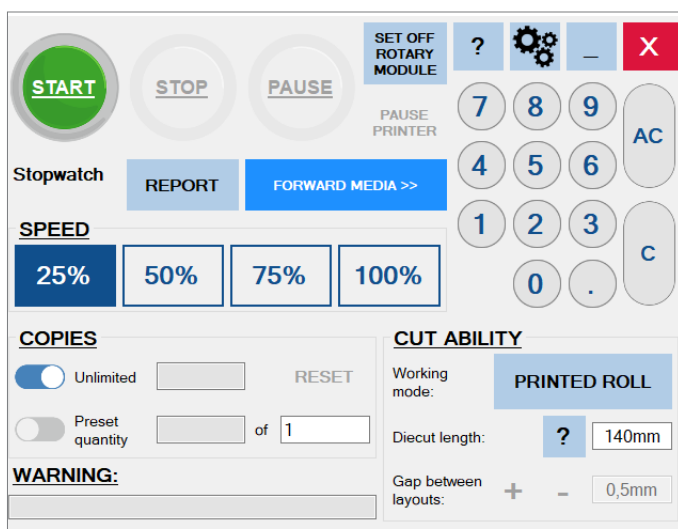 START
STOP
PAUSE
SET OFF
ROTARY
MODULE
?
_
X
PAUSE
PRINTER
7
8
9
AC
4
5
6
Stopwatch
REPORT
FORWARD MEDIA >>
1
2
3
C
0
.
SPEED
25%
50%
75%
100%
COPIES
Unlimited
RESET
Preset
quantity
of
1
WARNING:
CUT ABILITY
Working
mode:
PRINTED ROLL
Diecut length:
?
140mm
Gap between
layouts:
+
-
0,5mm